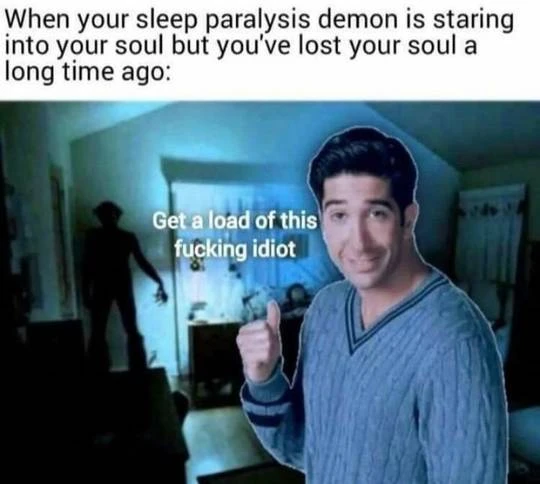 When your sleep paralysis demon is staring
into your soul but you've lost your soul a
long time ago:
Get a load of this
fucking idiot